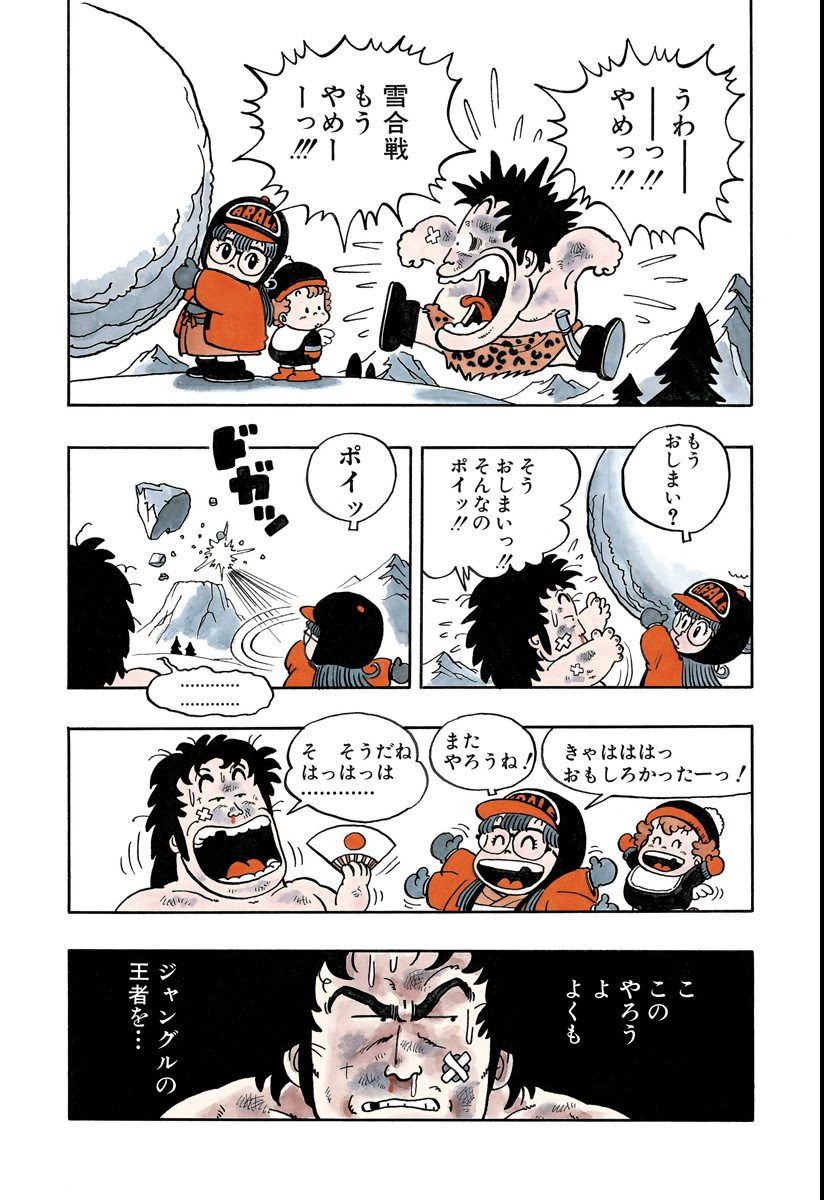 うわー
ーーっ!!
やめっ!!
雪合戦
もう
やめー
ーっ!!!
ARALE
もう
おしまい?
そう
おしまいっ!!
そんなの
ポイッ!!
ARALE
ポイッ
ドガッ
…………
…………
きゃはははっ
おもしろかったーっ!
また
やろうね!
ARALE
そ そうだね
はっはっは
…………
こ
この
やろう
よ
よくも
ジャングルの
王者を…